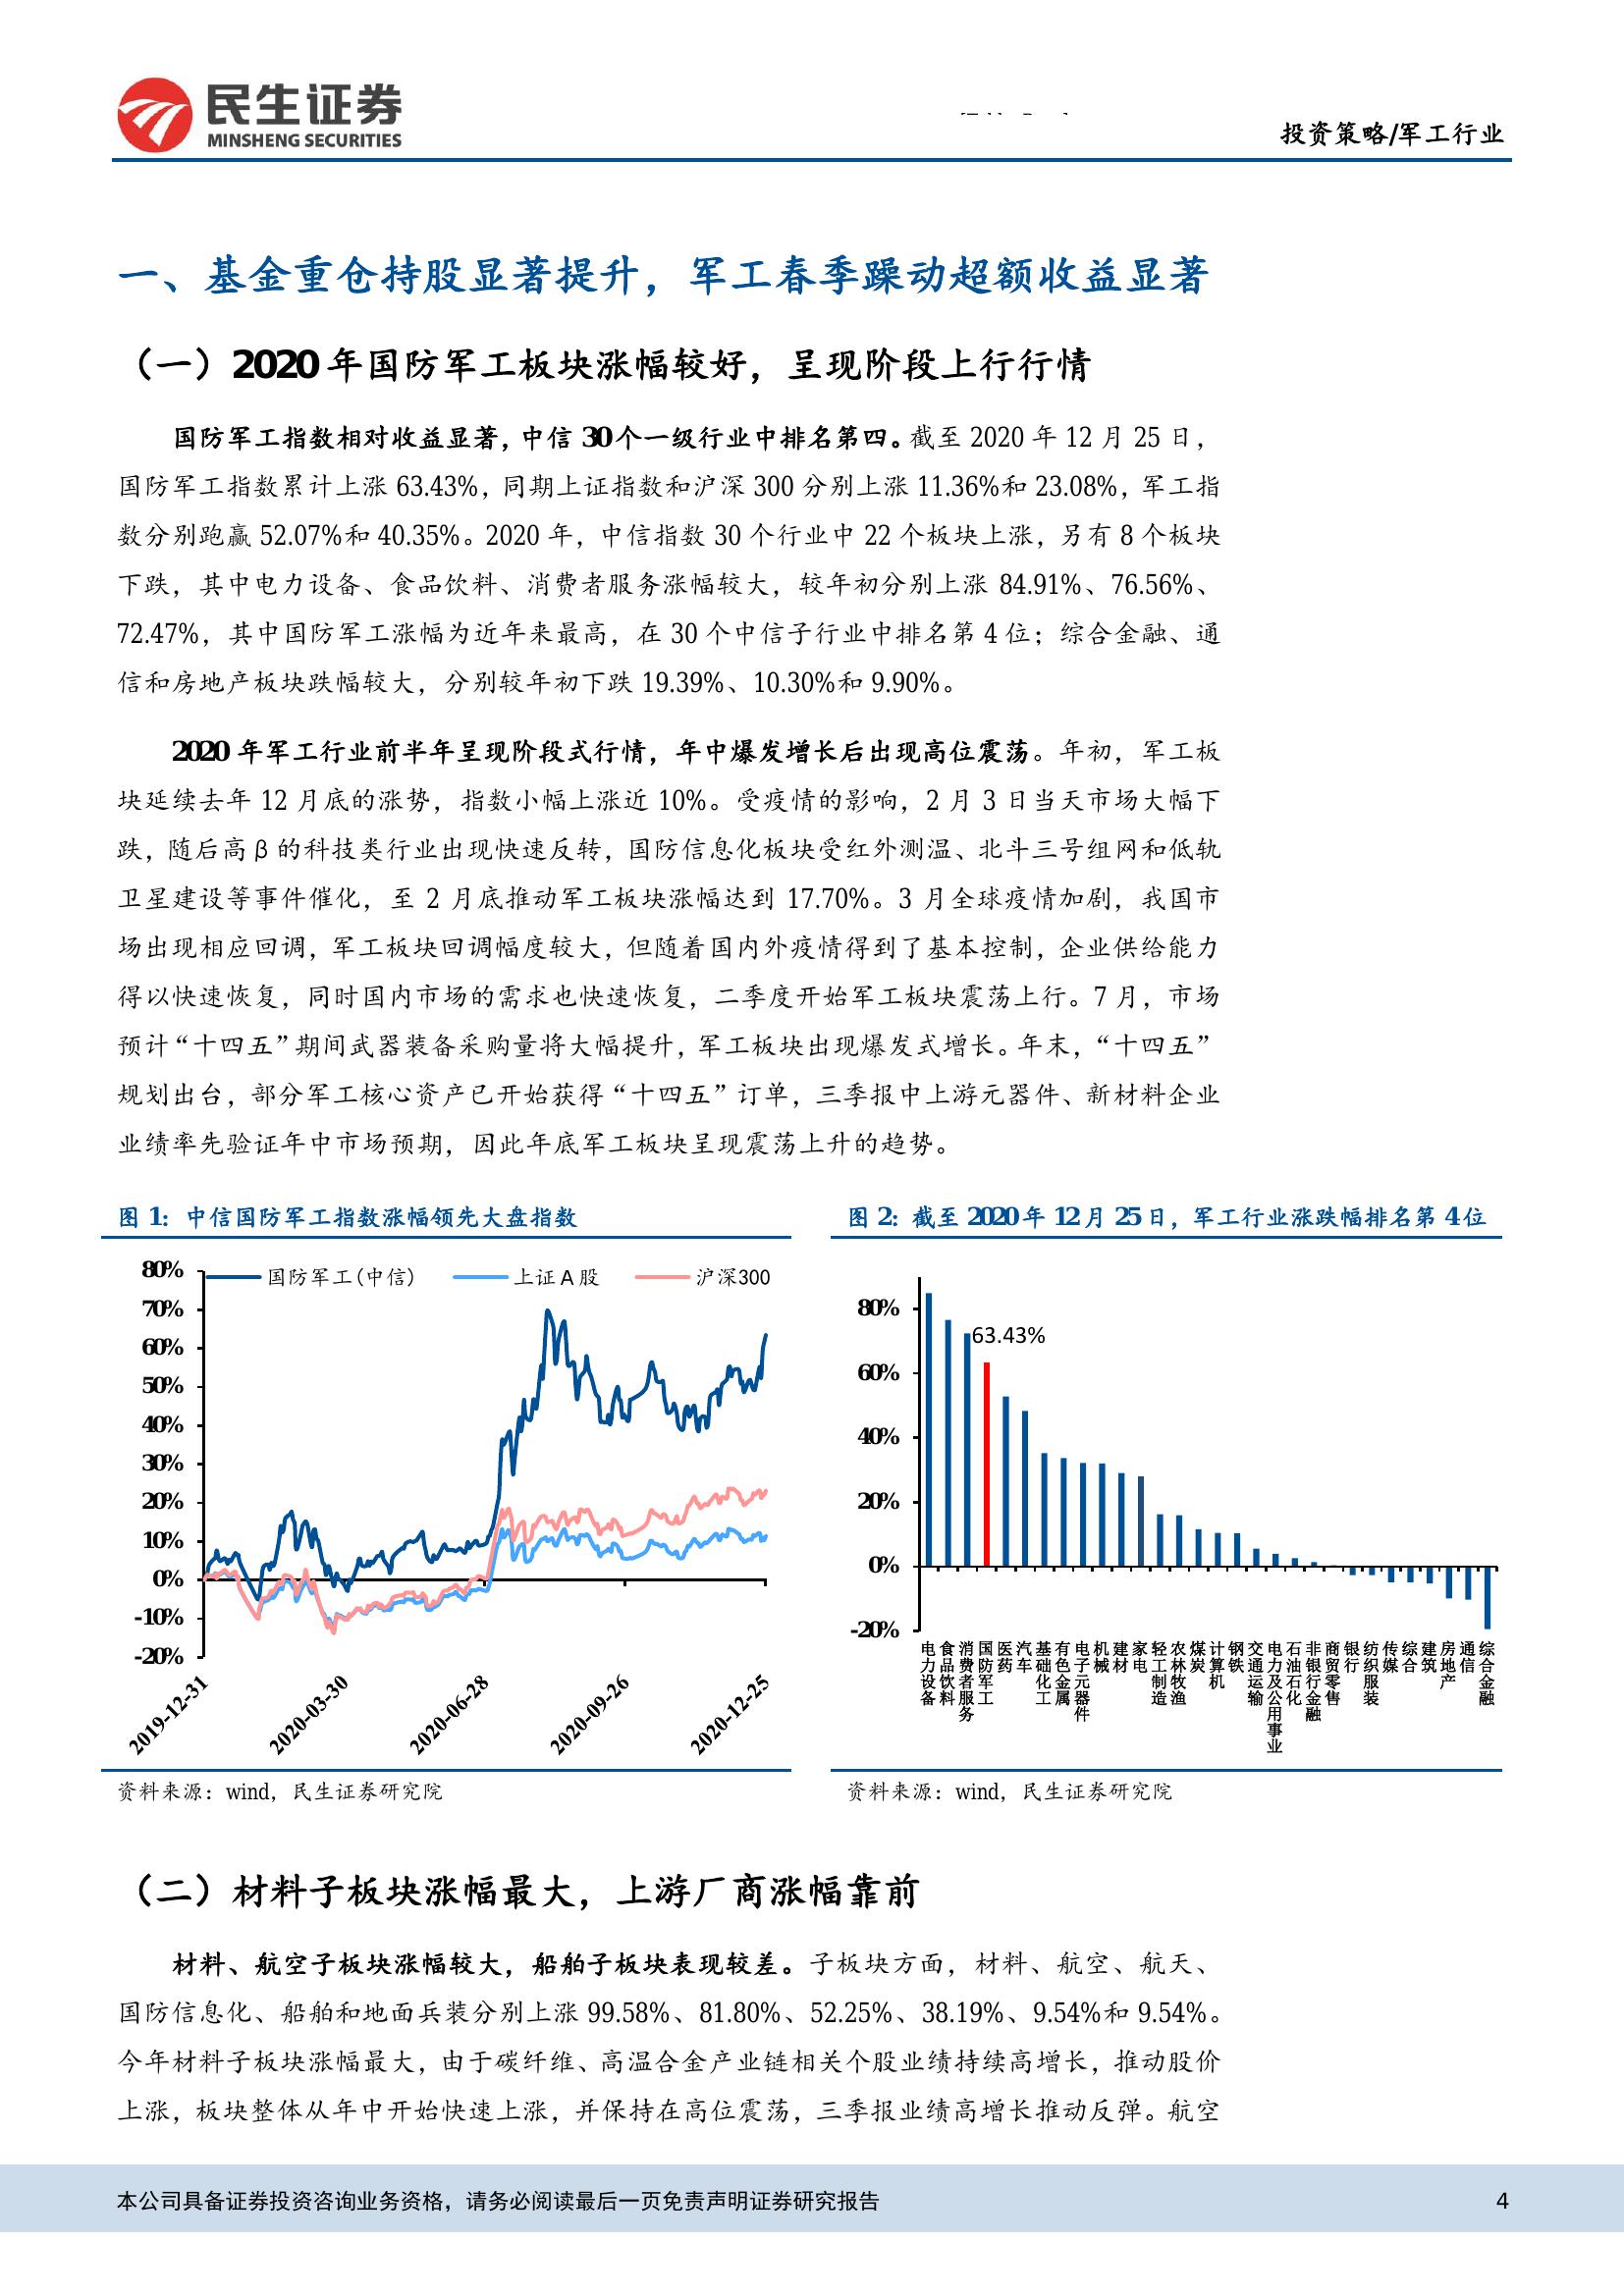 民生证券
MINSHENG SECURITIES
投资策略/军工行业
一、基金重仓持股显著提升，军工春季躁动超额收益显著
（一）2020 年国防军工板块涨幅较好，呈现阶段上行行情
国防军工指数相对收益显著，中信 30 个一级行业中排名第四。截至 2020 年 12 月 25 日，
国防军工指数累计上涨 63.43%，同期上证指数和沪深 300 分别上涨 11.36%和 23.08%，军工指
数分别跑赢 52.07%和 40.35%。2020 年，中信指数 30 个行业中 22 个板块上涨，另有 8 个板块
下跌，其中电力设备、食品饮料、消费者服务涨幅较大，较年初分别上涨 84.91%、76.56%、
72.47%，其中国防军工涨幅为近年来最高，在 30 个中信子行业中排名第 4 位；综合金融、通
信和房地产板块跌幅较大，分别较年初下跌 19.39%、10.30%和 9.90%。
2020 年军工行业前半年呈现阶段式行情，年中爆发增长后出现高位震荡。年初，军工板
块延续去年 12 月底的涨势，指数小幅上涨近 10%。受疫情的影响，2 月 3 日当天市场大幅下
跌，随后高 β 的科技类行业出现快速反转，国防信息化板块受红外测温、北斗三号组网和低轨
卫星建设等事件催化，至 2 月底推动军工板块涨幅达到 17.70%。3 月全球疫情加剧，我国市
场出现相应回调，军工板块回调幅度较大，但随着国内外疫情得到了基本控制，企业供给能力
得以快速恢复，同时国内市场的需求也快速恢复，二季度开始军工板块震荡上行。7 月，市场
预计“十四五”期间武器装备采购量将大幅提升，军工板块出现爆发式增长。年末，“十四五”
规划出台，部分军工核心资产已开始获得“十四五”订单，三季报中上游元器件、新材料企业
业绩率先验证年中市场预期，因此年底军工板块呈现震荡上升的趋势。
图 1：中信国防军工指数涨幅领先大盘指数
国防军工(中信)
上证 A 股
沪深300
80%
70%
60%
50%
40%
30%
20%
10%
0%
-10%
-20%
2019-12-31
2020-03-30
2020-06-28
2020-09-26
2020-12-25
资料来源：wind，民生证券研究院
图 2：截至 2020 年 12 月 25 日，军工行业涨跌幅排名第 4 位
80%
60%
40%
20%
0%
-20%
63.43%
电力设备
食品饮料
消费者服务
国防军工
医药
汽车
基础化工
有色金属
电子元器件
机械
建材
家电
轻工制造
农林牧渔
煤炭
计算机
钢铁
交通运输
电力及公用事业
石油石化
非银行金融
商贸零售
银行
纺织服装
传媒
综合
建筑
房地产
通信
综合金融
资料来源：wind，民生证券研究院
（二）材料子板块涨幅最大，上游厂商涨幅靠前
材料、航空子板块涨幅较大，船舶子板块表现较差。子板块方面，材料、航空、航天、
国防信息化、船舶和地面兵装分别上涨 99.58%、81.80%、52.25%、38.19%、9.54%和 9.54%。
今年材料子板块涨幅最大，由于碳纤维、高温合金产业链相关个股业绩持续高增长，推动股价
上涨，板块整体从年中开始快速上涨，并保持在高位震荡，三季报业绩高增长推动反弹。航空
本公司具备证券投资咨询业务资格，请务必阅读最后一页免责声明证券研究报告
4